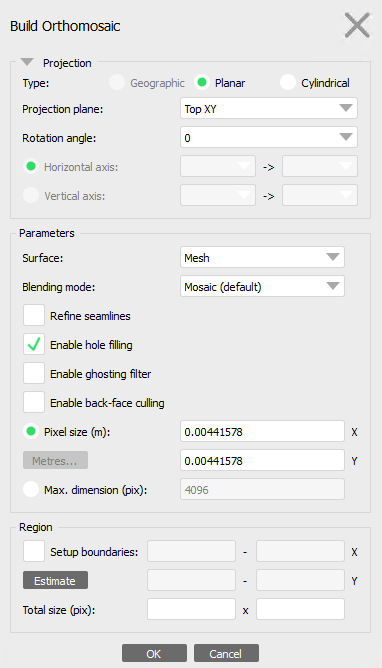 Build Orthomosaic
Projection
Type: Geographic Planar Cylindrical
Projection plane: Top XY
Rotation angle: 0
Horizontal axis: ->
Vertical axis: ->
Parameters
Surface: Mesh
Blending mode: Mosaic (default)
Refine seamlines
Enable hole filling
Enable ghosting filter
Enable back-face culling
Pixel size (m): 0.00441578 X
Metres... 0.00441578 Y
Max. dimension (pix): 4096
Region
Setup boundaries: - X
Estimate - Y
Total size (pix): x
OK Cancel